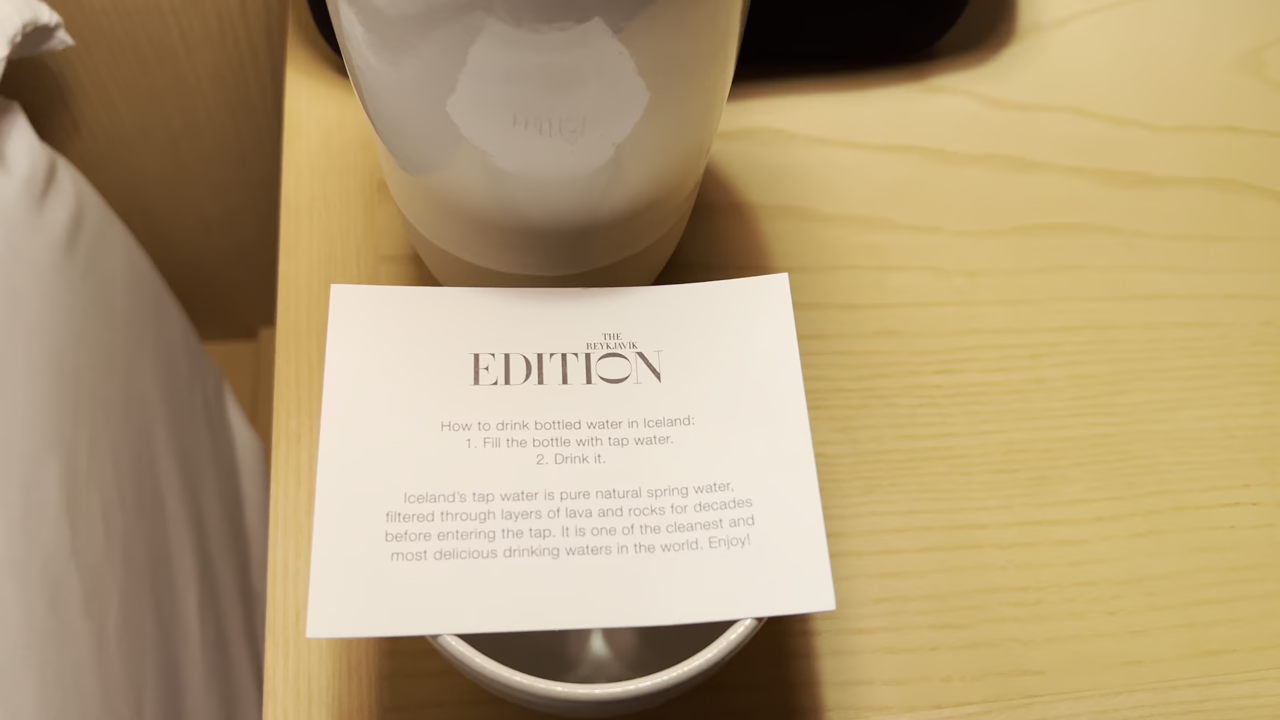 THE
REYKJAVÍK
EDITION
How to drink bottled water in Iceland:
1. Fill the bottle with tap water.
2. Drink it.
Iceland's tap water is pure natural spring water,
filtered through layers of lava and rocks for decades
before entering the tap. It is one of the cleanest and
most delicious drinking waters in the world. Enjoy!